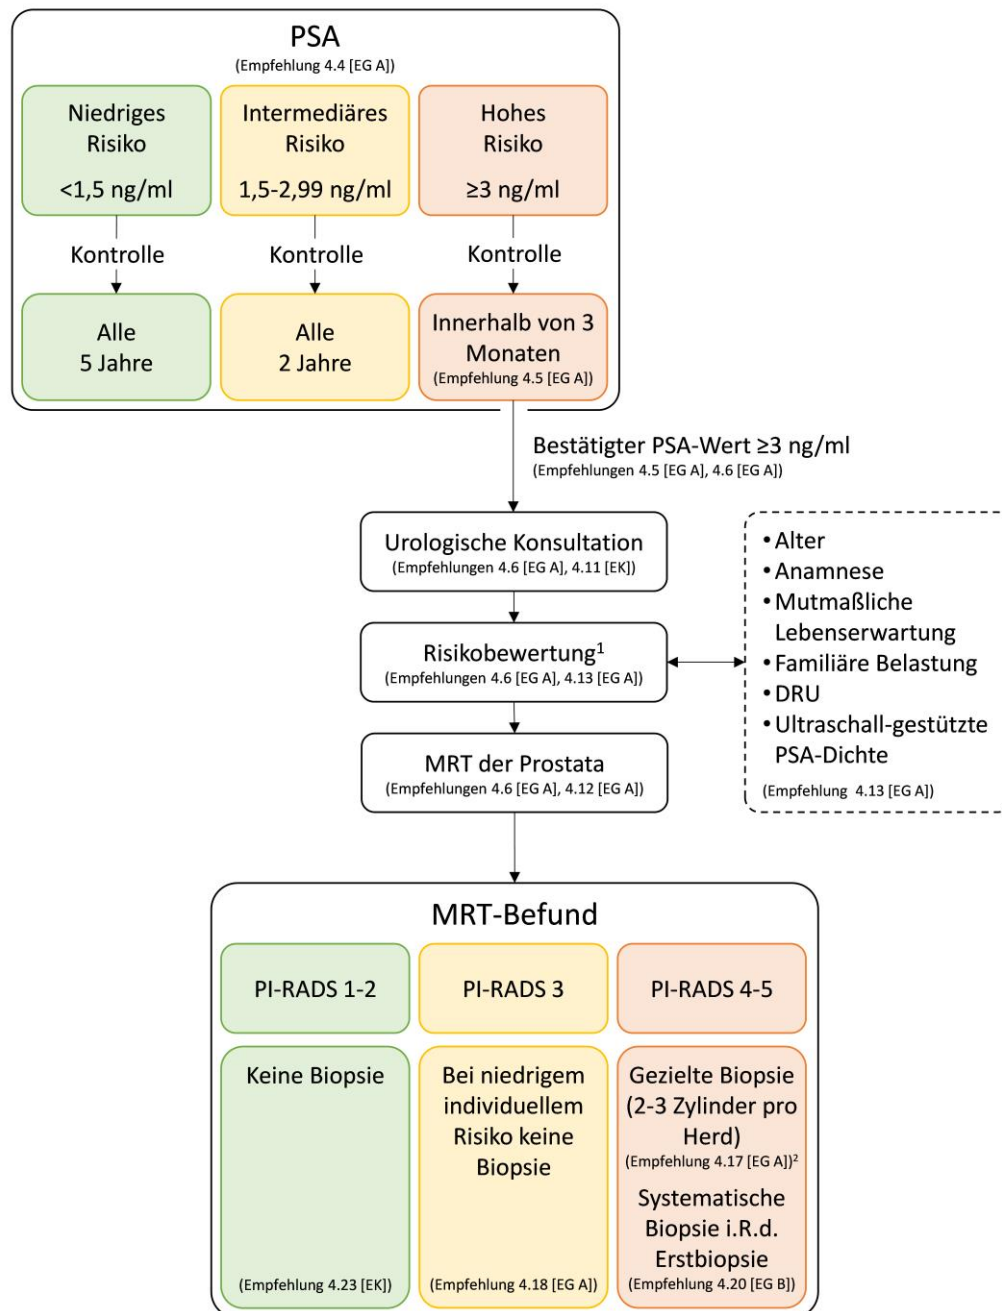 PSA
(Empfehlung 4.4 [EG A])
Niedriges
Risiko
<1,5 ng/ml
Intermediäres
Risiko
1,5-2,99 ng/ml
Hohes
Risiko
≥3 ng/ml
Kontrolle
Kontrolle
Kontrolle
Alle
5 Jahre
Alle
2 Jahre
Innerhalb von 3
Monaten
(Empfehlung 4.5 [EG A])
Bestätigter PSA-Wert ≥3 ng/ml
(Empfehlungen 4.5 [EG A], 4.6 [EG A])
Urologische Konsultation
(Empfehlungen 4.6 [EG A], 4.11 [EK])
Risikobewertung¹
(Empfehlungen 4.6 [EG A], 4.13 [EG A])
• Alter
• Anamnese
• Mutmaßliche
Lebenserwartung
• Familiäre Belastung
• DRU
• Ultraschall-gestützte
PSA-Dichte
(Empfehlung 4.13 [EG A])
MRT der Prostata
(Empfehlungen 4.6 [EG A], 4.12 [EG A])
MRT-Befund
PI-RADS 1-2
PI-RADS 3
PI-RADS 4-5
Keine Biopsie
(Empfehlung 4.23 [EK])
Bei niedrigem
individuellem
Risiko keine
Biopsie
(Empfehlung 4.18 [EG A])
Gezielte Biopsie
(2-3 Zylinder pro
Herd)
(Empfehlung 4.17 [EG A])²
Systematische
Biopsie i.R.d.
Erstbiopsie
(Empfehlung 4.20 [EG B])